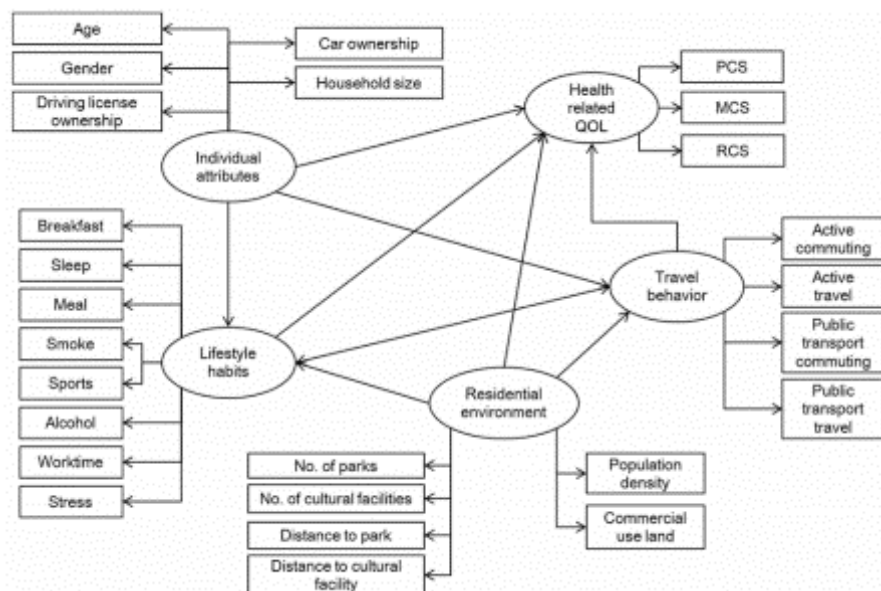 Age
Gender
Driving license
ownership
Car ownership
Household size
Individual
attributes
Health
related
QOL
PCS
MCS
RCS
Breakfast
Sleep
Meal
Smoke
Sports
Alcohol
Worktime
Stress
Lifestyle
habits
Travel
behavior
Active
commuting
Active
travel
Public
transport
commuting
Public
transport
travel
Residential
environment
No. of parks
No. of cultural facilities
Distance to park
Distance to cultural
facility
Population
density
Commercial
use land